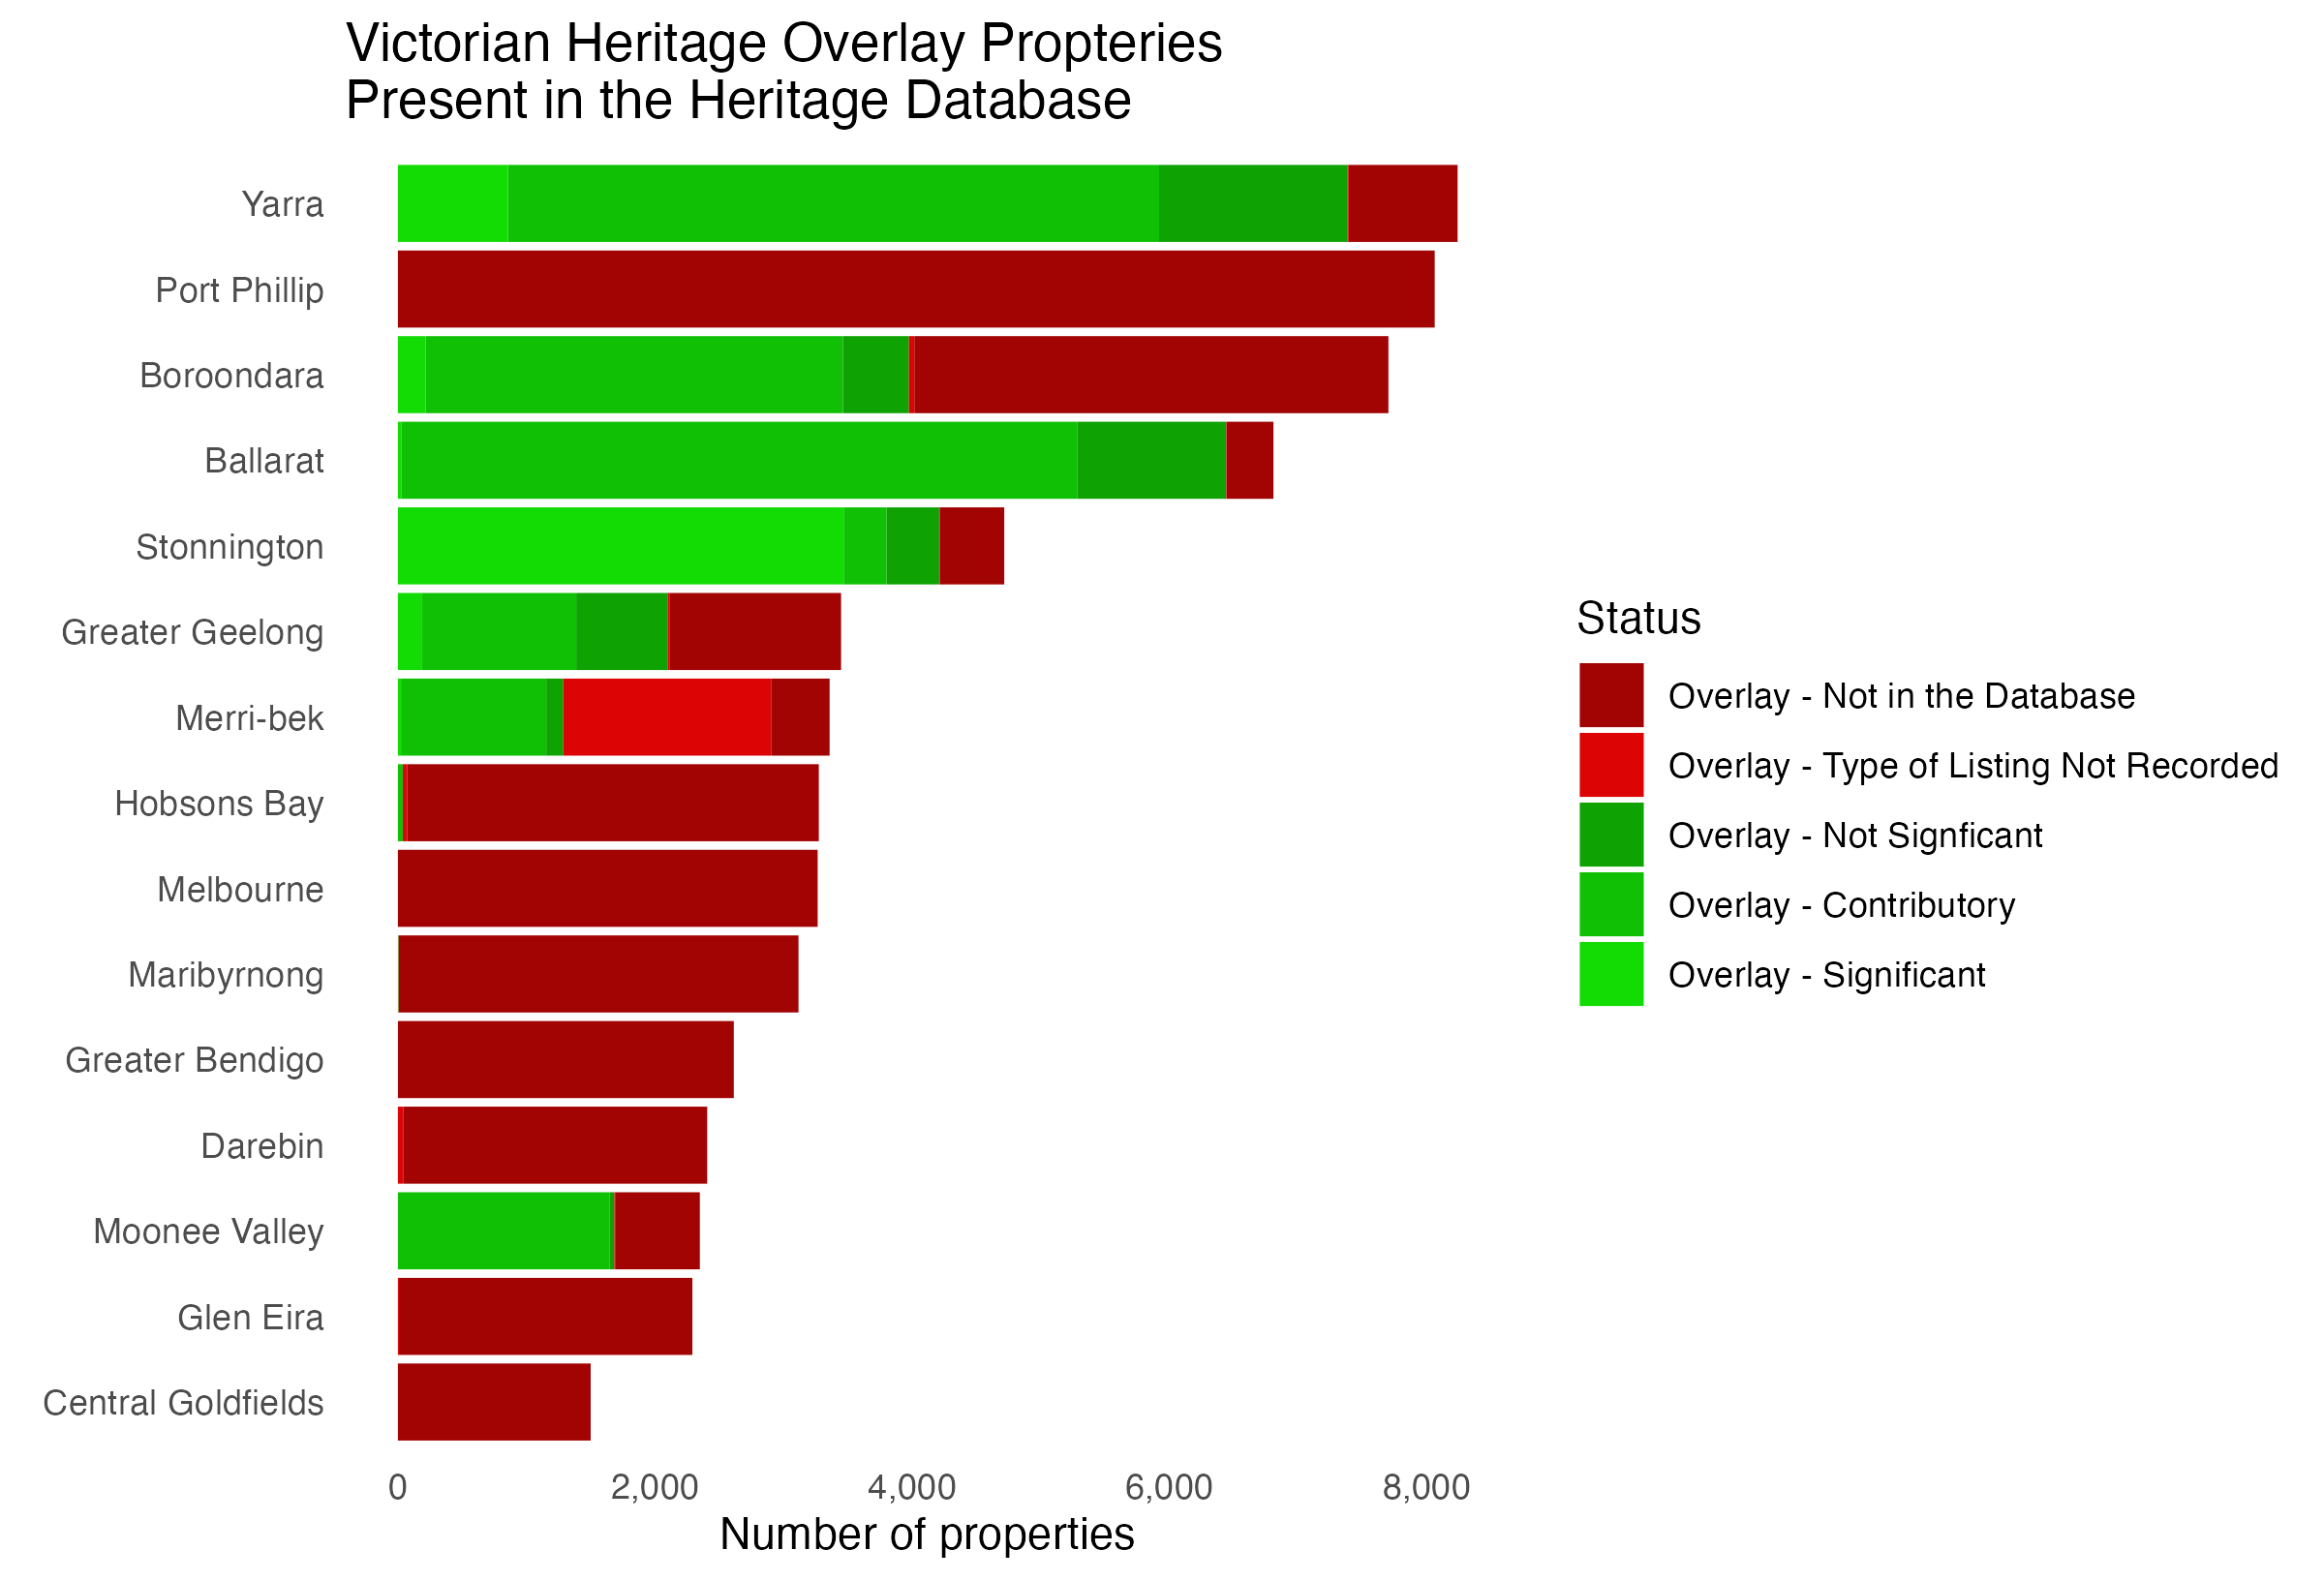 Victorian Heritage Overlay Propteries
Present in the Heritage Database
Yarra
Port Phillip
Boroondara
Ballarat
Stonnington
Greater Geelong
Merri-bek
Hobsons Bay
Melbourne
Maribyrnong
Greater Bendigo
Darebin
Moonee Valley
Glen Eira
Central Goldfields
0 2,000 4,000 6,000 8,000
Number of properties
Status
Overlay - Not in the Database
Overlay - Type of Listing Not Recorded
Overlay - Not Signficant
Overlay - Contributory
Overlay - Significant